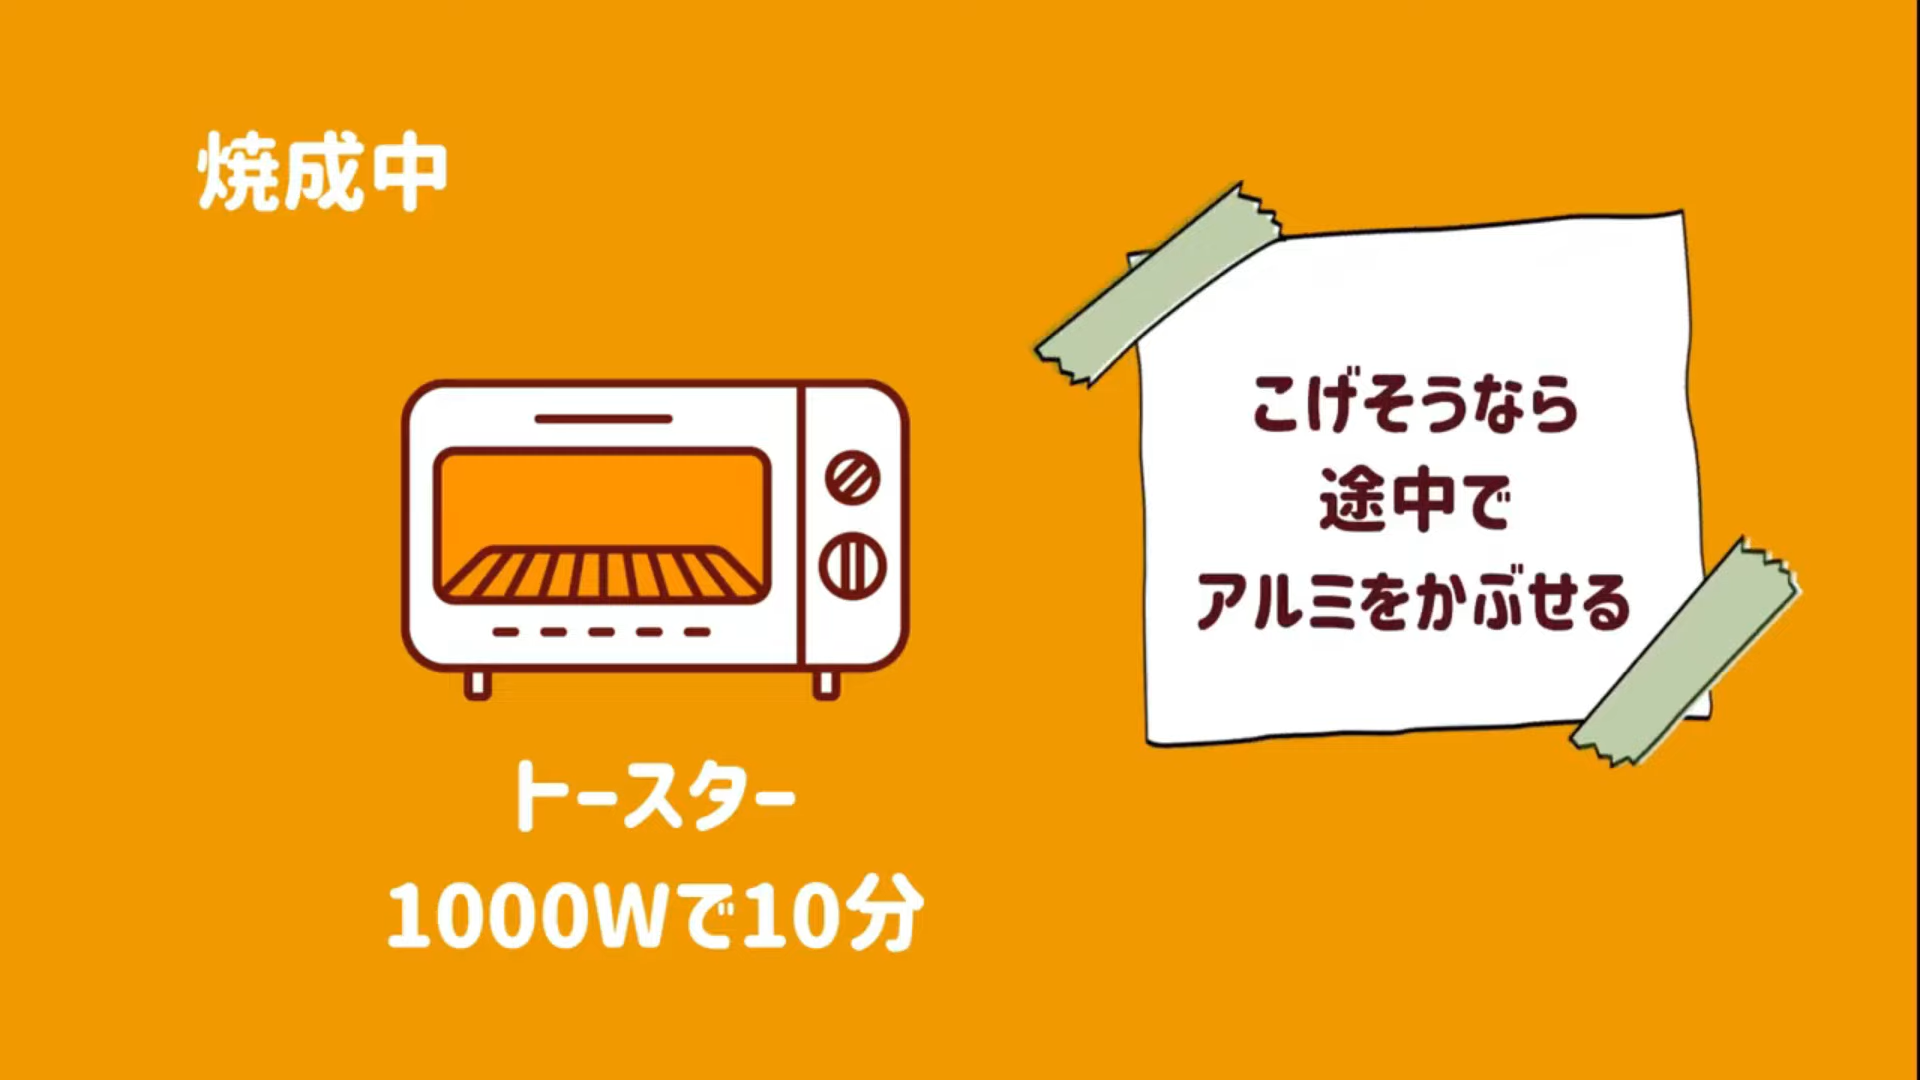 焼成中
こげそうなら
途中で
アルミをかぶせる
トースター
1000Wで10分